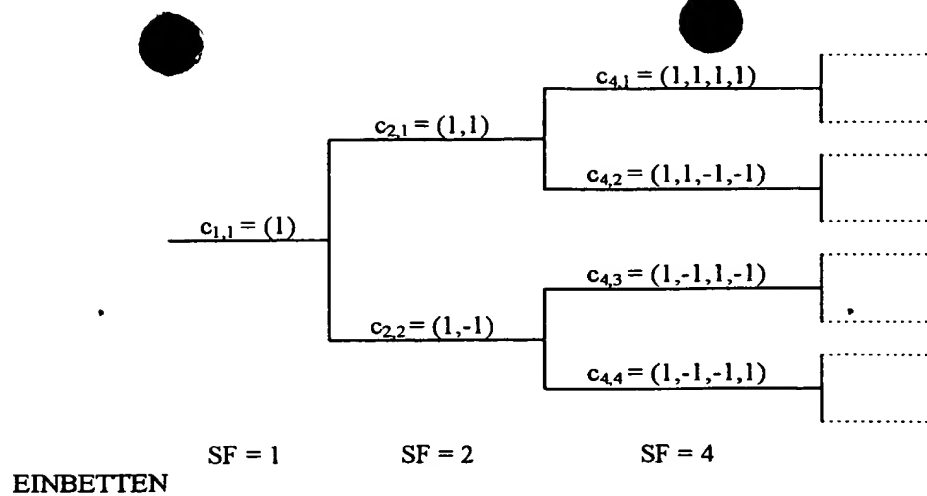 c4,1 = (1,1,1,1)
c2,1 = (1,1)
c4,2 = (1,1,-1,-1)
c1,1 = (1)
c4,3 = (1,-1,1,-1)
c2,2 = (1,-1)
c4,4 = (1,-1,-1,1)
SF = 1 SF = 2 SF = 4
EINBETTEN